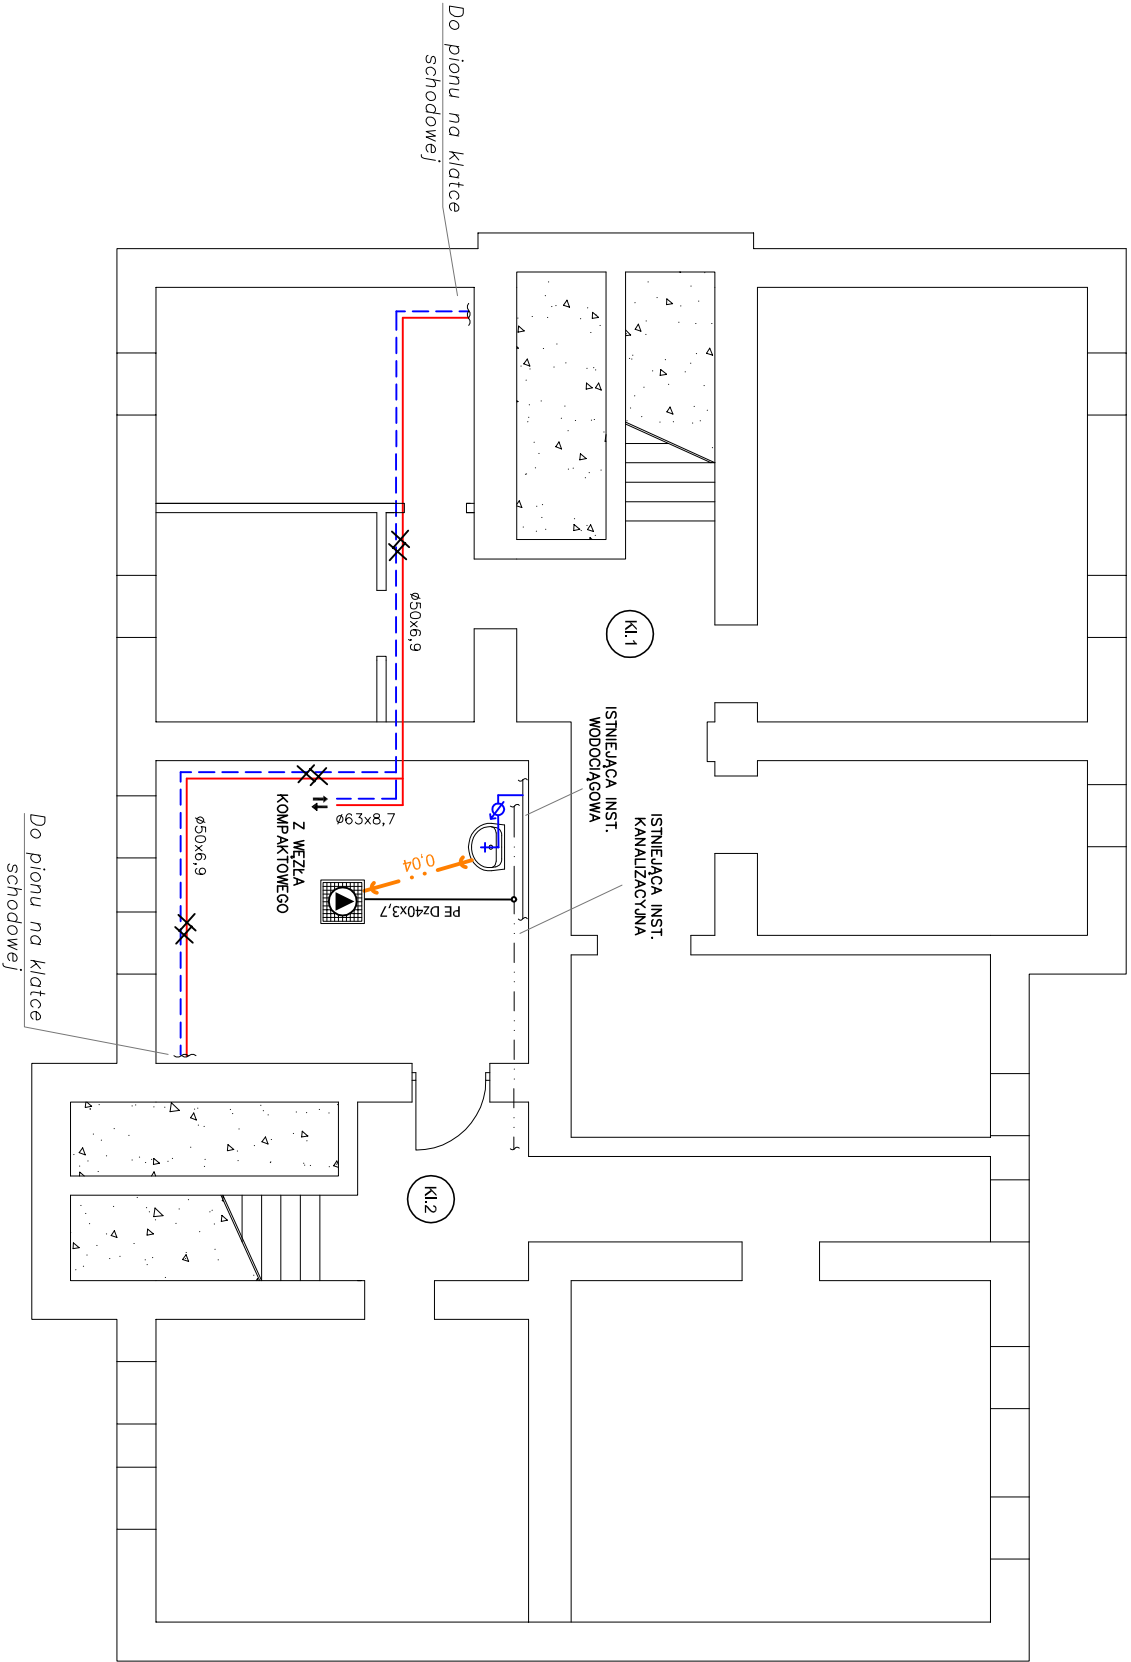 Do pionu na klatce
schodowej
ø50x6,9
Kl.1
ISTNIEJĄCA INST.
WODOCIĄGOWA
ISTNIEJĄCA INST.
KANALIZACYJNA
ø63x8,7
Z WĘZŁA
KOMPAKTOWEGO
0,04
PE Dz40x3,7
ø50x6,9
Do pionu na klatce
schodowej
Kl.2